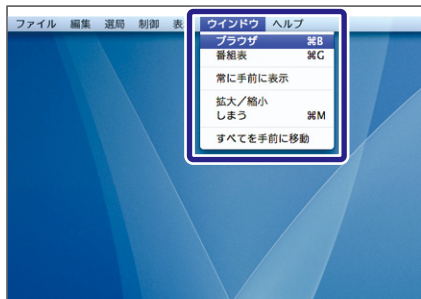 ファイル 編集 選局 制御 表 ウインドウ ヘルプ
ブラウザ ⌘B
番組表 ⌘G
常に手前に表示
拡大／縮小
しまう ⌘M
すべてを手前に移動